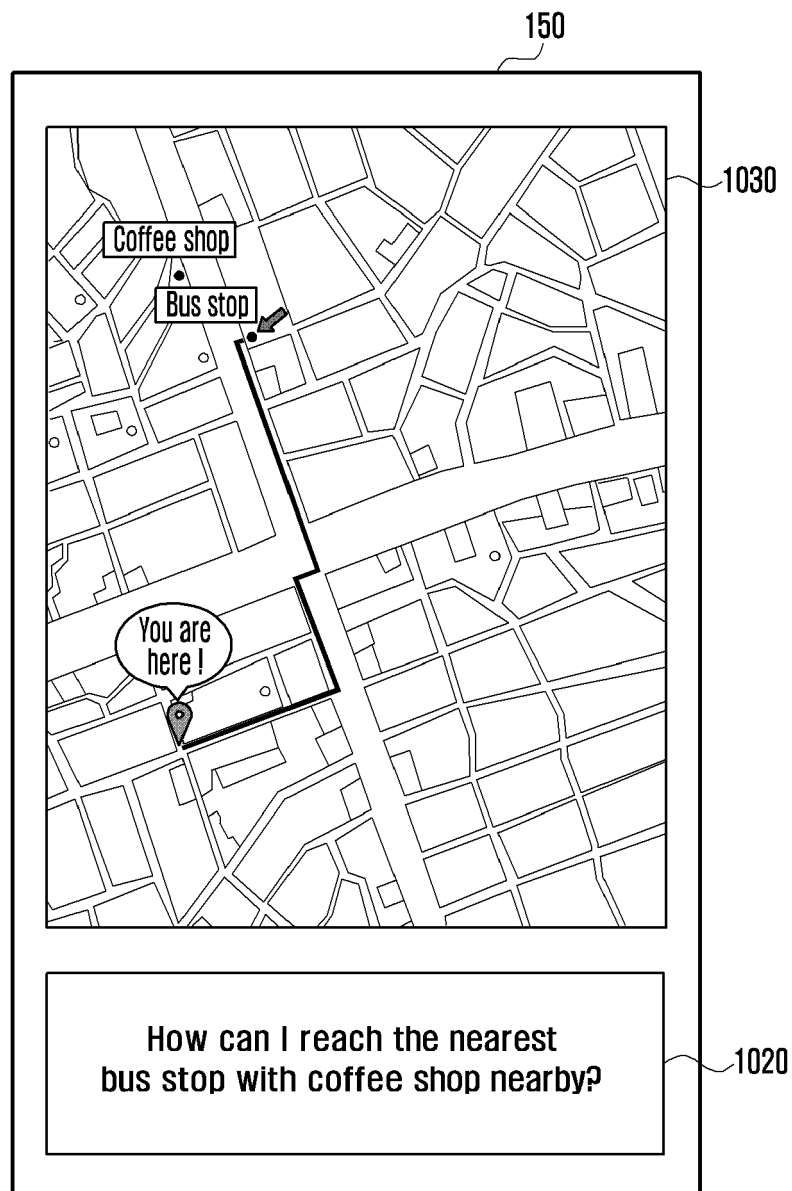 150
1030
Coffee shop
Bus stop
You are
here !
How can I reach the nearest
bus stop with coffee shop nearby?
1020